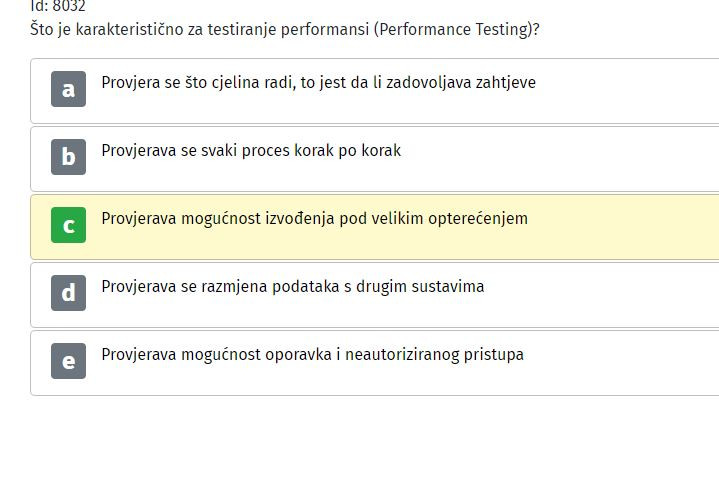 Id: 8032
Što je karakteristično za testiranje performansi (Performance Testing)?
a Provjera se što cjelina radi, to jest da li zadovoljava zahtjeve
b Provjerava se svaki proces korak po korak
c Provjerava mogućnost izvođenja pod velikim opterećenjem
d Provjerava se razmjena podataka s drugim sustavima
e Provjerava mogućnost oporavka i neautoriziranog pristupa